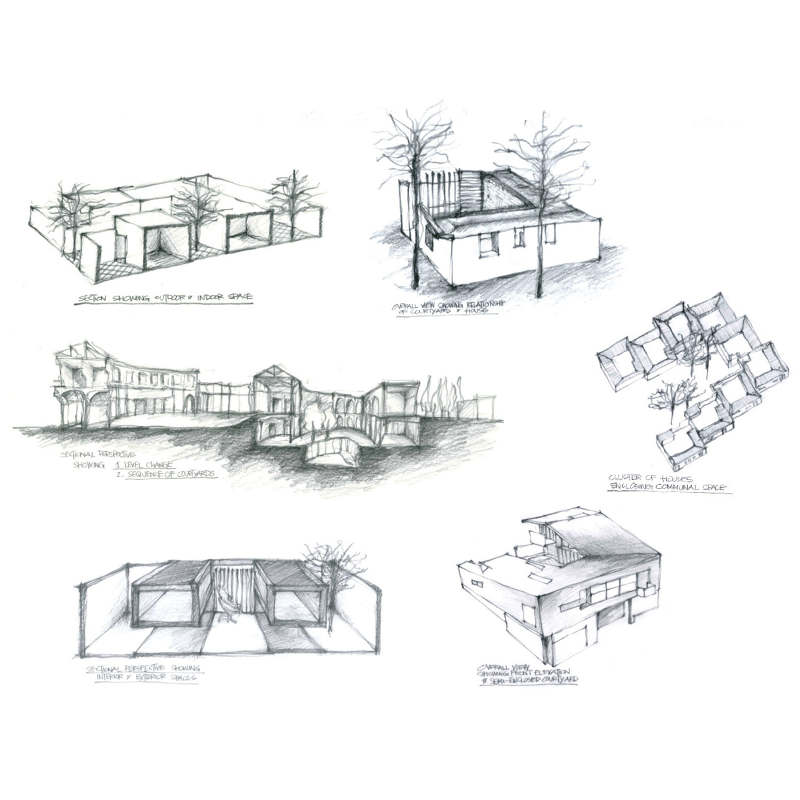 SECTION SHOWING OUTDOOR & INDOOR SPACE
OVERALL VIEW SHOWING RELATIONSHIP
OF COURTYARD & HOUSE
SECTIONAL PERSPECTIVE
SHOWING 1. LEVEL CHANGE
2. SEQUENCE OF COURTYARDS
CLUSTER OF HOUSES
ENCLOSING COMMUNAL SPACE
SECTIONAL PERSPECTIVE SHOWING
INTERIOR & EXTERIOR SPACES
OVERALL VIEW
SHOWING FRONT ELEVATION
& SEMI-ENCLOSED COURTYARD